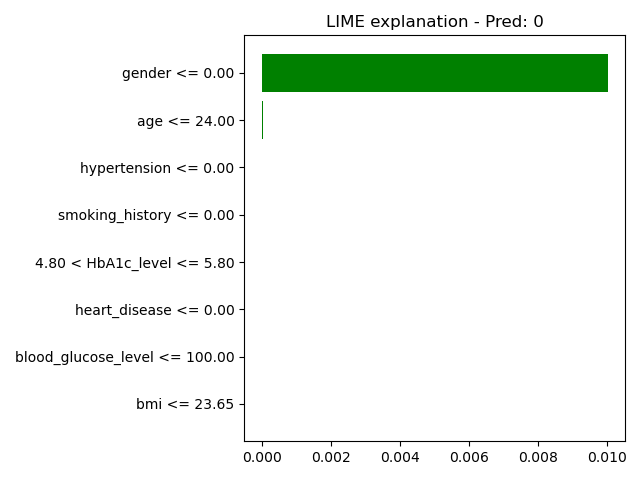 LIME explanation - Pred: 0
gender <= 0.00
age <= 24.00
hypertension <= 0.00
smoking_history <= 0.00
4.80 < HbA1c_level <= 5.80
heart_disease <= 0.00
blood_glucose_level <= 100.00
bmi <= 23.65
0.000 0.002 0.004 0.006 0.008 0.010